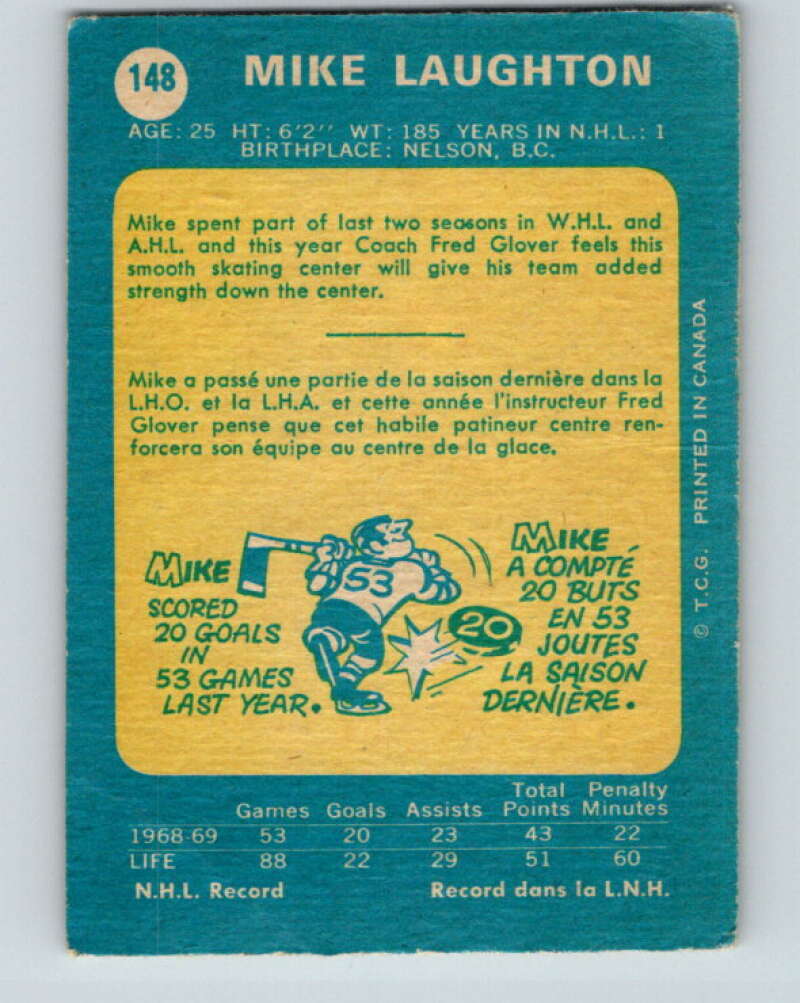 148 MIKE LAUGHTON
AGE: 25 HT: 6'2'' WT: 185 YEARS IN N.H.L.: 1
BIRTHPLACE: NELSON, B.C.
Mike spent part of last two seasons in W.H.L. and
A.H.L. and this year Coach Fred Glover feels this
smooth skating center will give his team added
strength down the center.
Mike a passé une partie de la saison dernière dans la
L.H.O. et la L.H.A. et cette année l'instructeur Fred
Glover pense que cet habile patineur centre ren-
forcera son équipe au centre de la glace.
MIKE
SCORED
20 GOALS
IN
53 GAMES
LAST YEAR.
53
20
MIKE
A COMPTÉ
20 BUTS
EN 53
JOUTES
LA SAISON
DERNIÈRE.
© T.C.G. PRINTED IN CANADA
Total Penalty
Games Goals Assists Points Minutes
1968-69 53 20 23 43 22
LIFE 88 22 29 51 60
N.H.L. Record Record dans la L.N.H.